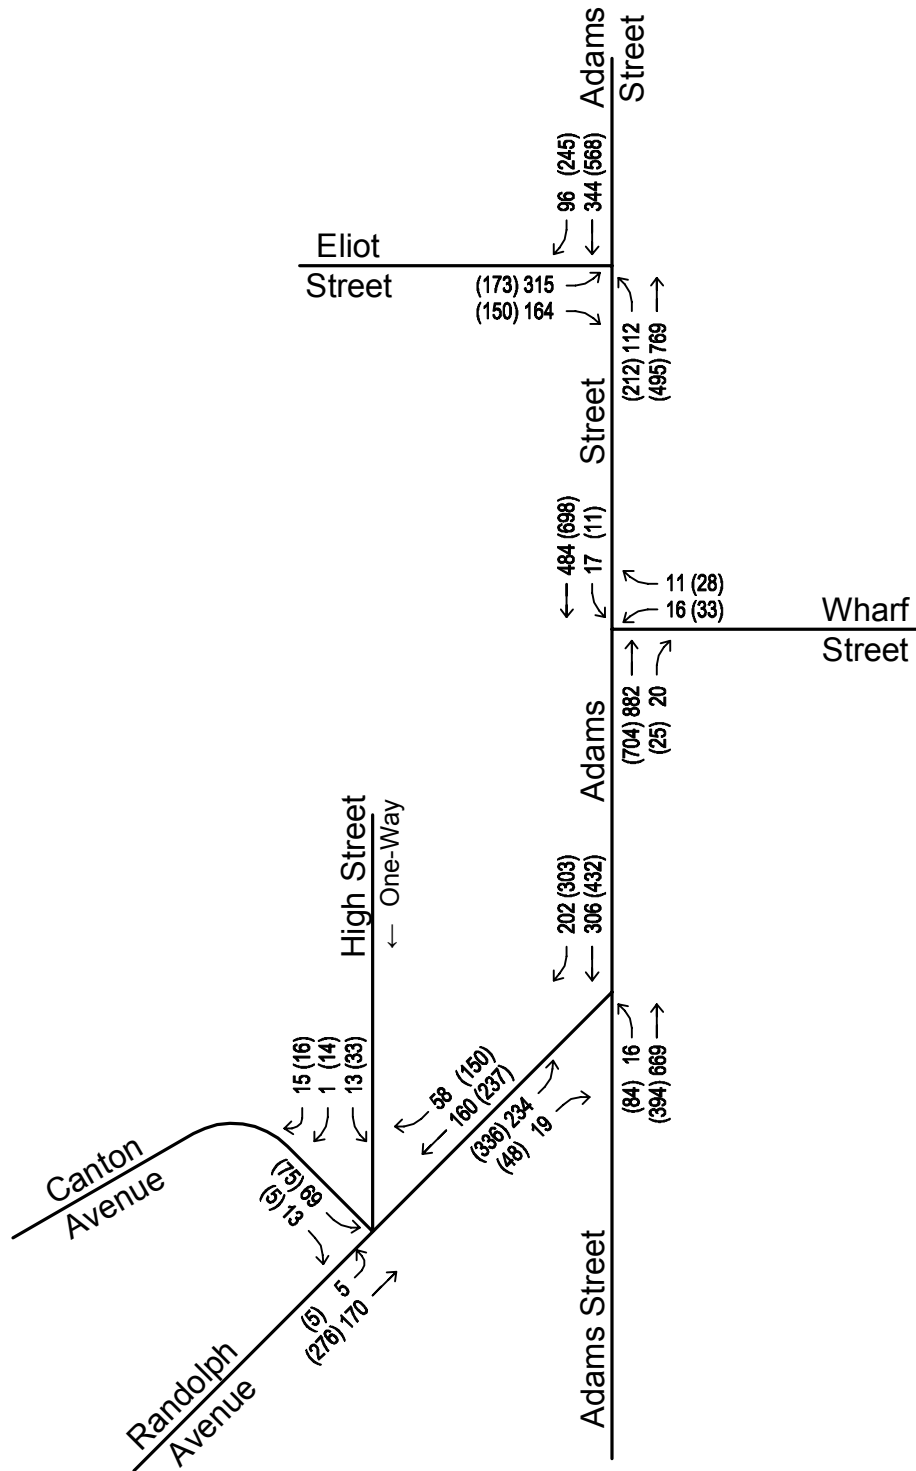 Adams
Street
96 (245)
344 (568)
Eliot
Street
(173) 315
(150) 164
(212) 112
(495) 769
Street
484 (698)
17 (11)
11 (28)
16 (33)
Wharf
Street
(704) 882
(25) 20
Adams
High Street
← One-Way
202 (303)
306 (432)
15 (16)
1 (14)
13 (33)
58 (150)
160 (237)
(336) 234
(48) 19
(84) 16
(394) 669
Canton
Avenue
(75) 69
(5) 13
(5) 5
(276) 170
Randolph
Avenue
Adams Street